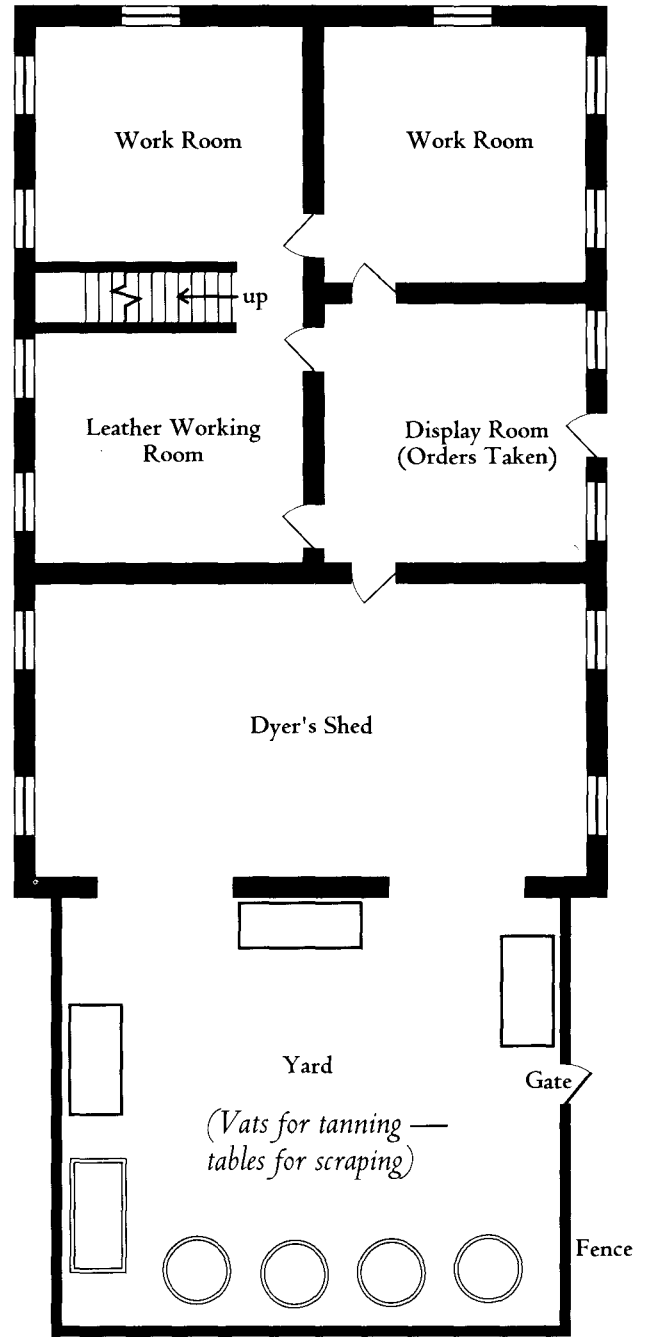 Work Room
Work Room
up
Leather Working
Room
Display Room
(Orders Taken)
Dyer's Shed
Yard
Gate
(Vats for tanning —
tables for scraping)
Fence